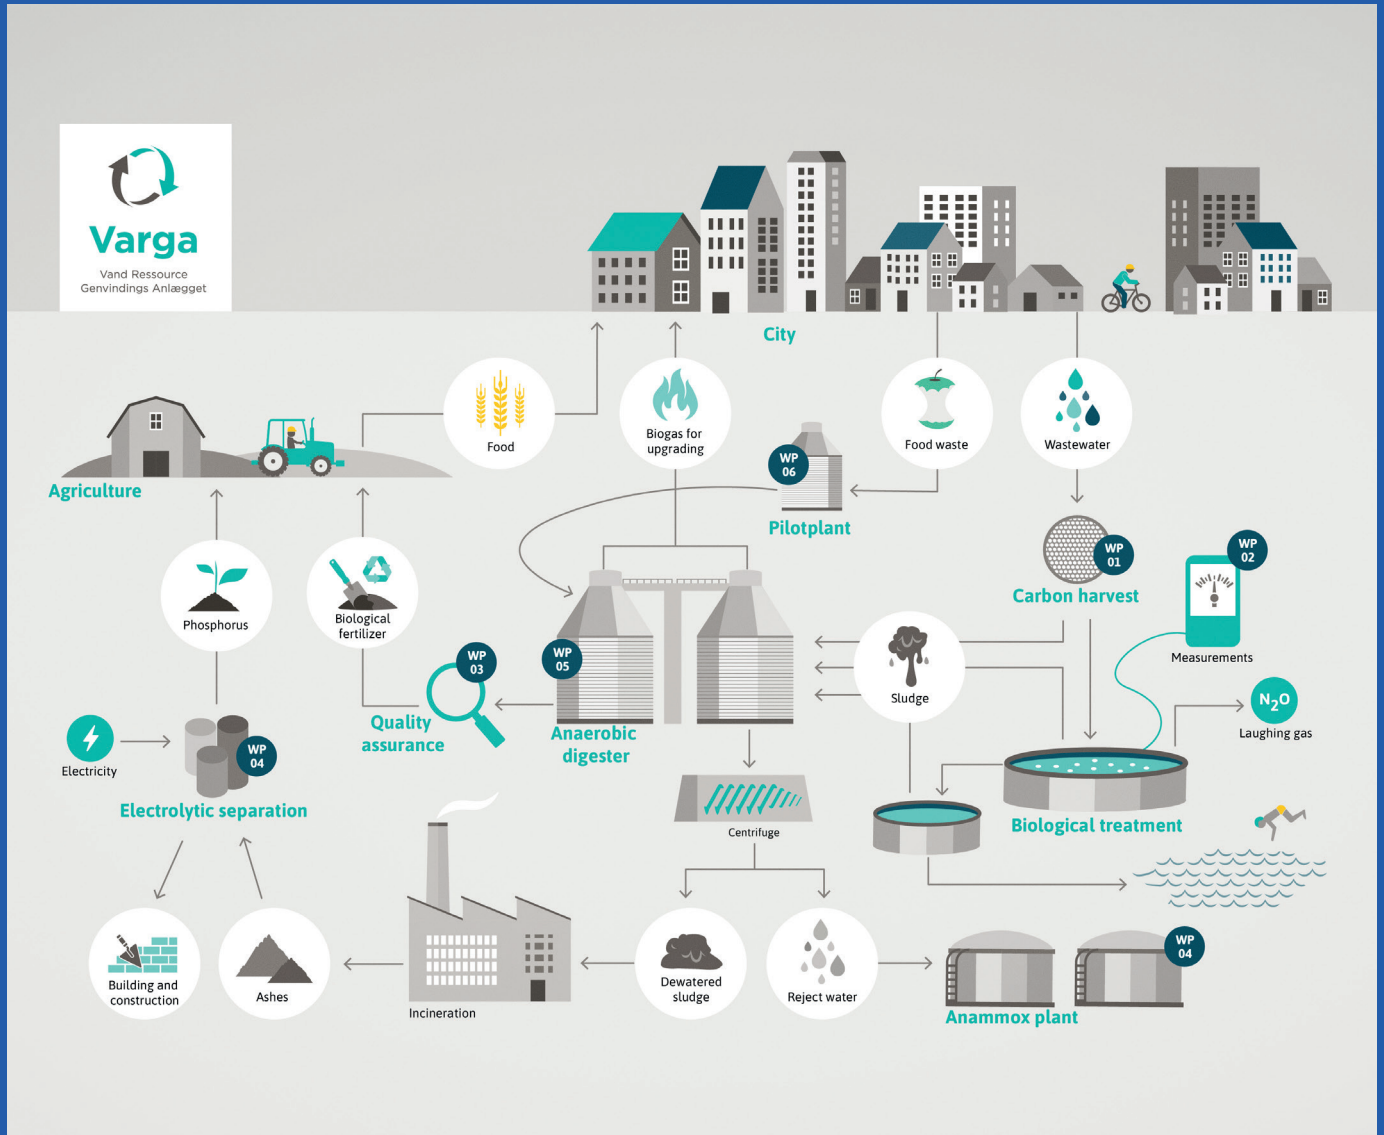 Varga
Vand Ressource
Genvindings Anlægget
City
Food
Biogas for
upgrading
Food waste
Wastewater
WP
06
Pilotplant
Agriculture
WP
01
Carbon harvest
WP
02
Measurements
Phosphorus
Biological
fertilizer
WP
03
Quality
assurance
WP
05
Anaerobic
digester
Sludge
N₂O
Laughing gas
Electricity
WP
04
Electrolytic separation
Centrifuge
Biological treatment
Building and
construction
Ashes
Incineration
Dewatered
sludge
Reject water
WP
04
Anammox plant